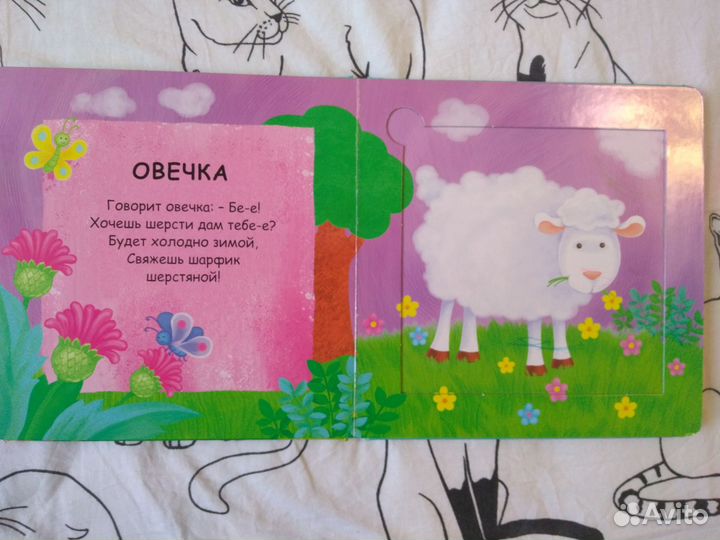 ОВЕЧКА
Говорит овечка: – Бе-е!
Хочешь шерсти дам тебе-е?
Будет холодно зимой,
Свяжешь шарфик
шерстяной!
Avito